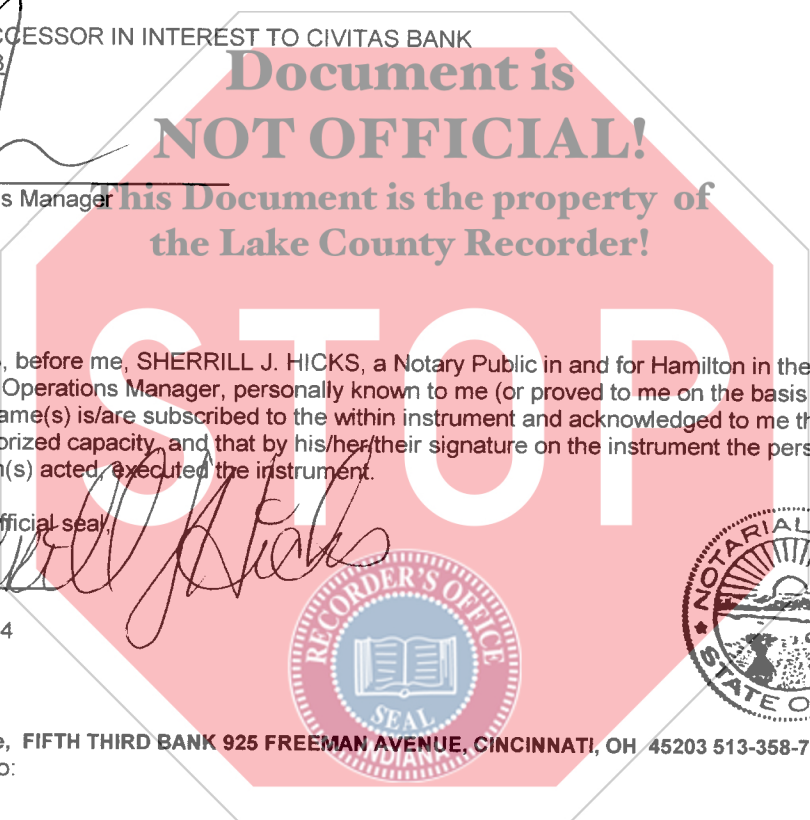 CCESSOR IN INTEREST TO CIVITAS BANK
Document is
NOT OFFICIAL!
s Manager
This Document is the property of
the Lake County Recorder!
STOP
, before me, SHERRILL J. HICKS, a Notary Public in and for Hamilton in the
Operations Manager, personally known to me (or proved to me on the basis
ame(s) is/are subscribed to the within instrument and acknowledged to me th
orized capacity, and that by his/her/their signature on the instrument the pers
n(s) acted, executed the instrument.
fficial seal,
rill J Hicks
NOTARIAL
STATE O
RECORDER'S OFFICE
SEAL
INDIANA
4
e, FIFTH THIRD BANK 925 FREEMAN AVENUE, CINCINNATI, OH 45203 513-358-7
o: